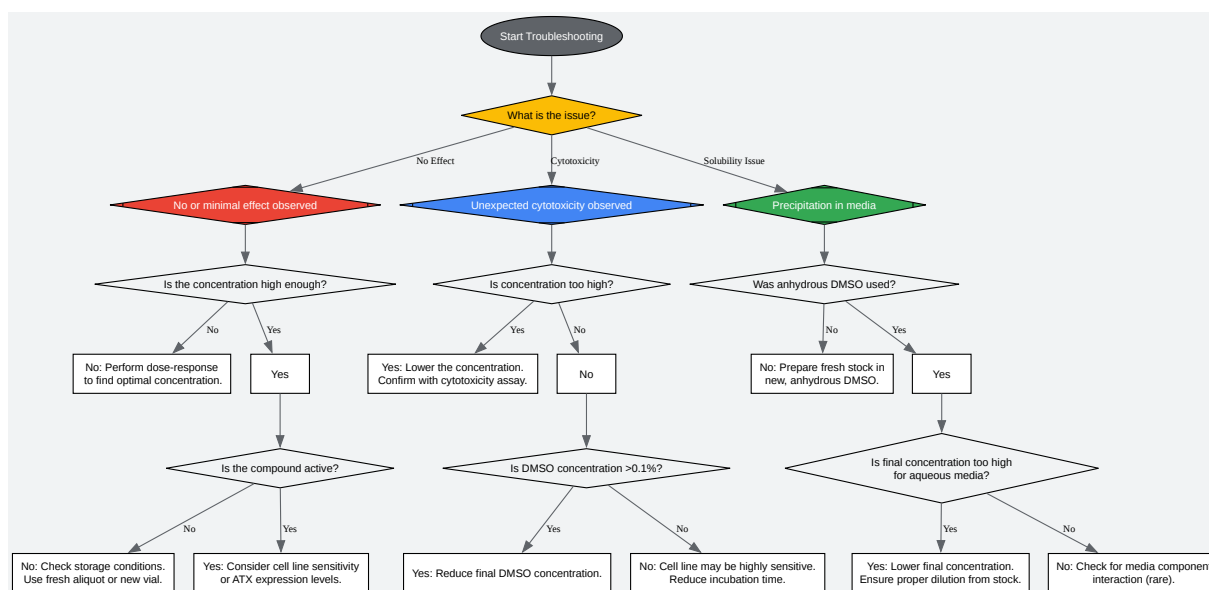 Start Troubleshooting
What is the issue?
No Effect
Cytotoxicity
Solubility Issue
No or minimal effect observed
Unexpected cytotoxicity observed
Precipitation in media
Is the concentration high enough?
Is concentration too high?
Was anhydrous DMSO used?
No
Yes
Yes
No
No
Yes
No: Perform dose-response
to find optimal concentration.
Yes
Yes: Lower the concentration.
Confirm with cytotoxicity assay.
No
No: Prepare fresh stock in
new, anhydrous DMSO.
Yes
Is the compound active?
Is DMSO concentration >0.1%?
Is final concentration too high
for aqueous media?
No
Yes
Yes
No
Yes
No
No: Check storage conditions.
Use fresh aliquot or new vial.
Yes: Consider cell line sensitivity
or ATX expression levels.
Yes: Reduce final DMSO concentration.
No: Cell line may be highly sensitive.
Reduce incubation time.
Yes: Lower final concentration.
Ensure proper dilution from stock.
No: Check for media component
interaction (rare).